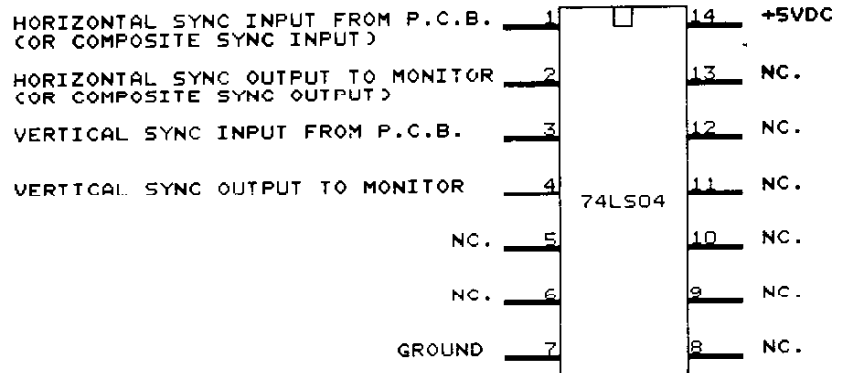 HORIZONTAL SYNC INPUT FROM P.C.B. 1 14 +5VDC
(OR COMPOSITE SYNC INPUT)
HORIZONTAL SYNC OUTPUT TO MONITOR 2 13 NC.
(OR COMPOSITE SYNC OUTPUT)
VERTICAL SYNC INPUT FROM P.C.B. 3 12 NC.
VERTICAL SYNC OUTPUT TO MONITOR 4 11 NC.
74LS04
NC. 5 10 NC.
NC. 6 9 NC.
GROUND 7 8 NC.